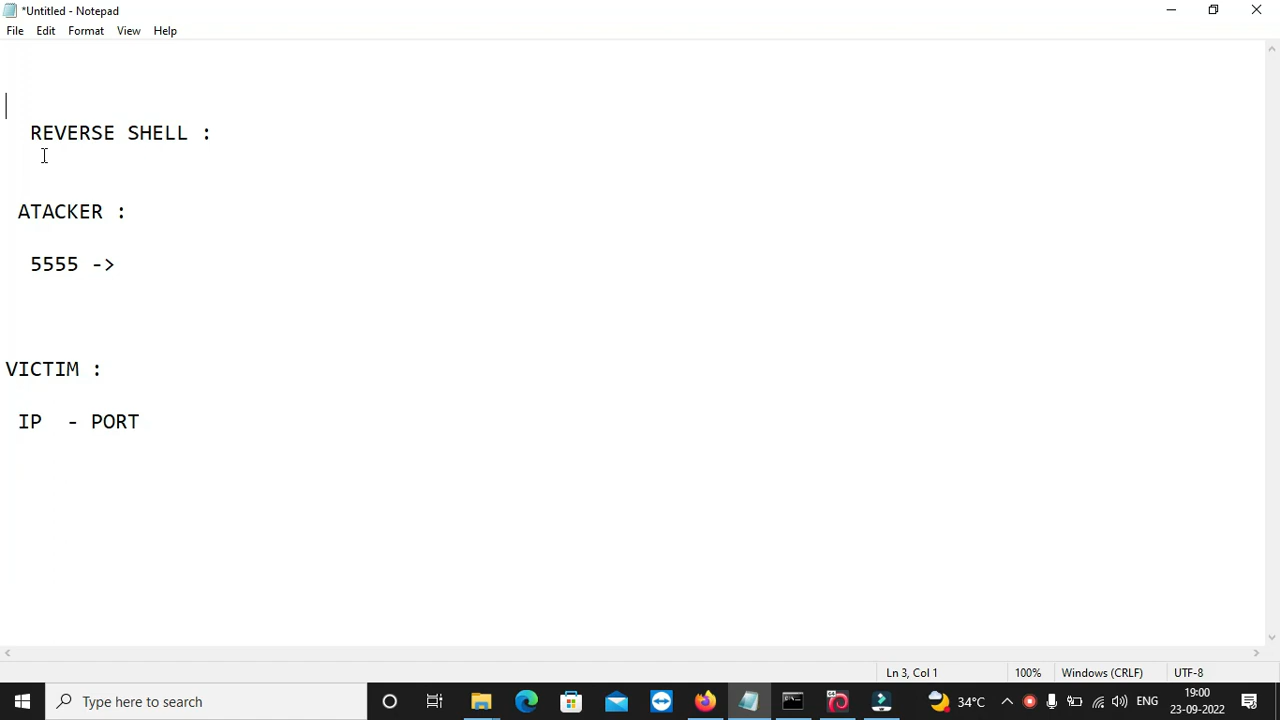 *Untitled - Notepad
File Edit Format View Help
REVERSE SHELL :
ATACKER :
5555 ->
VICTIM :
IP - PORT
Ln 3, Col 1 100% Windows (CRLF) UTF-8
Type here to search 34°C ENG 19:00
23-09-2022